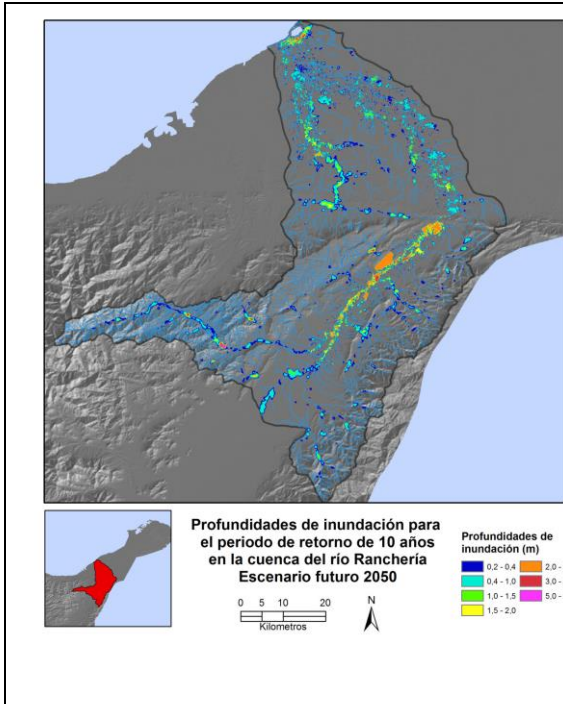 Profundidades de inundación para
el periodo de retorno de 10 años
en la cuenca del río Ranchería
Escenario futuro 2050
0 5 10 20
Kilometros
N
Profundidades de
inundación (m)
0,2 - 0,4
0,4 - 1,0
1,0 - 1,5
1,5 - 2,0
2,0 -
3,0 -
5,0 -